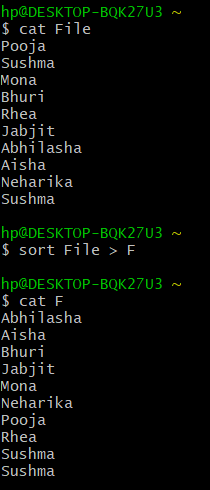 hp@DESKTOP-BQK27U3 ~
$ cat File
Pooja
Sushma
Mona
Bhuri
Rhea
Jabjit
Abhilasha
Aisha
Neharika
Sushma
hp@DESKTOP-BQK27U3 ~
$ sort File > F
hp@DESKTOP-BQK27U3 ~
$ cat F
Abhilasha
Aisha
Bhuri
Jabjit
Mona
Neharika
Pooja
Rhea
Sushma
Sushma